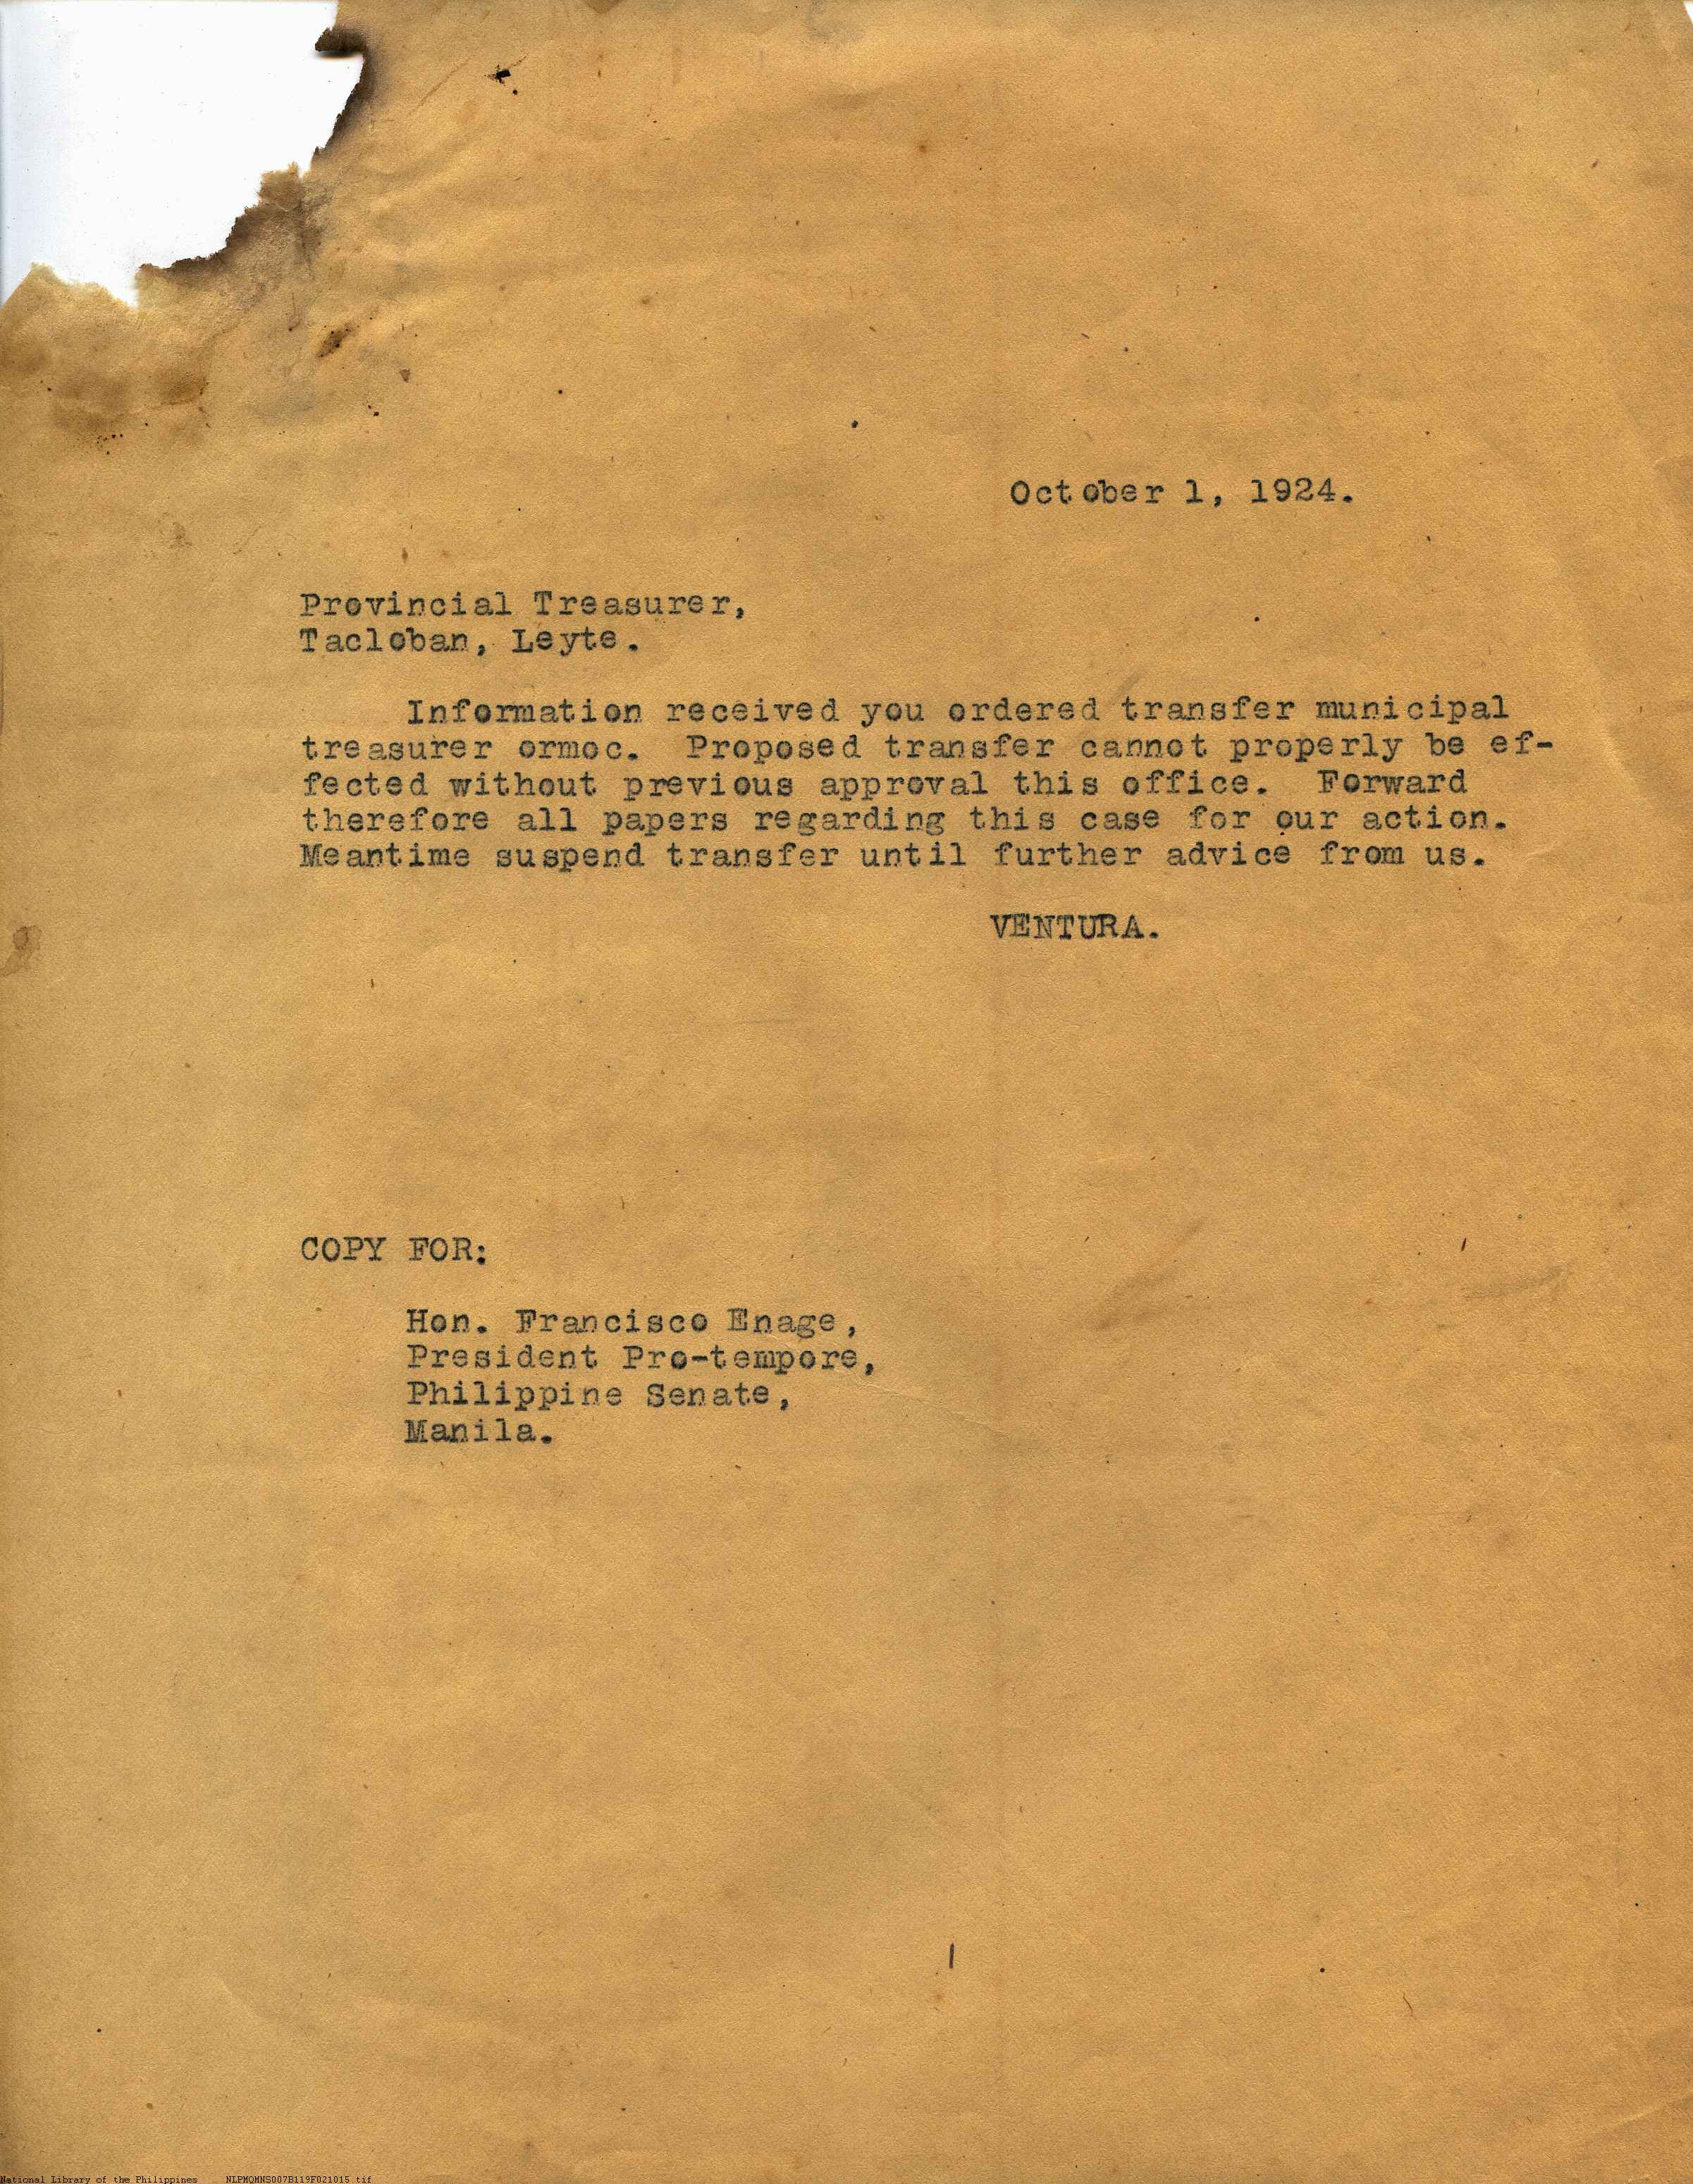 October 1, 1924.
Provincial Treasurer,
Tacloban, Leyte.
Information received you ordered transfer municipal
treasurer ormoc. Proposed transfer cannot properly be ef-
fected without previous approval this office. Forward
therefore all papers regarding this case for our action.
Meantime suspend transfer until further advice from us.
VENTURA.
COPY FOR:
Hon. Francisco Enage,
President Pro-tempore,
Philippine Senate,
Manila.
National Library of the Philippines NLPMQMNS007B119F021015.tif